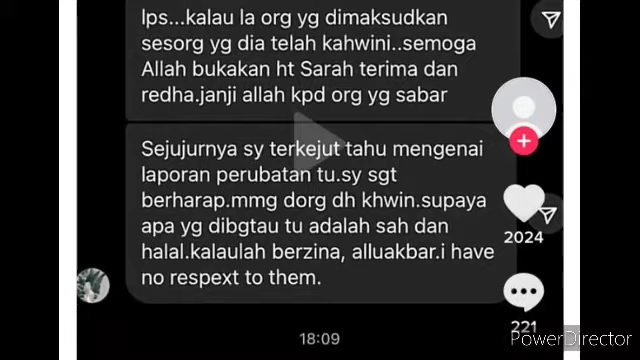 lps...kalau la org yg dimaksudkan
sesorg yg dia telah kahwini..semoga
Allah bukakan ht Sarah terima dan
redha.janji allah kpd org yg sabar
Sejujurnya sy terkejut tahu mengenai
laporan perubatan tu.sy sgt
berharap.mmg dorg dh khwin.supaya
apa yg dibgtau tu adalah sah dan
halal.kalaulah berzina, alluakbar.i have
no respext to them.
2024
221
18:09
PowerDirector